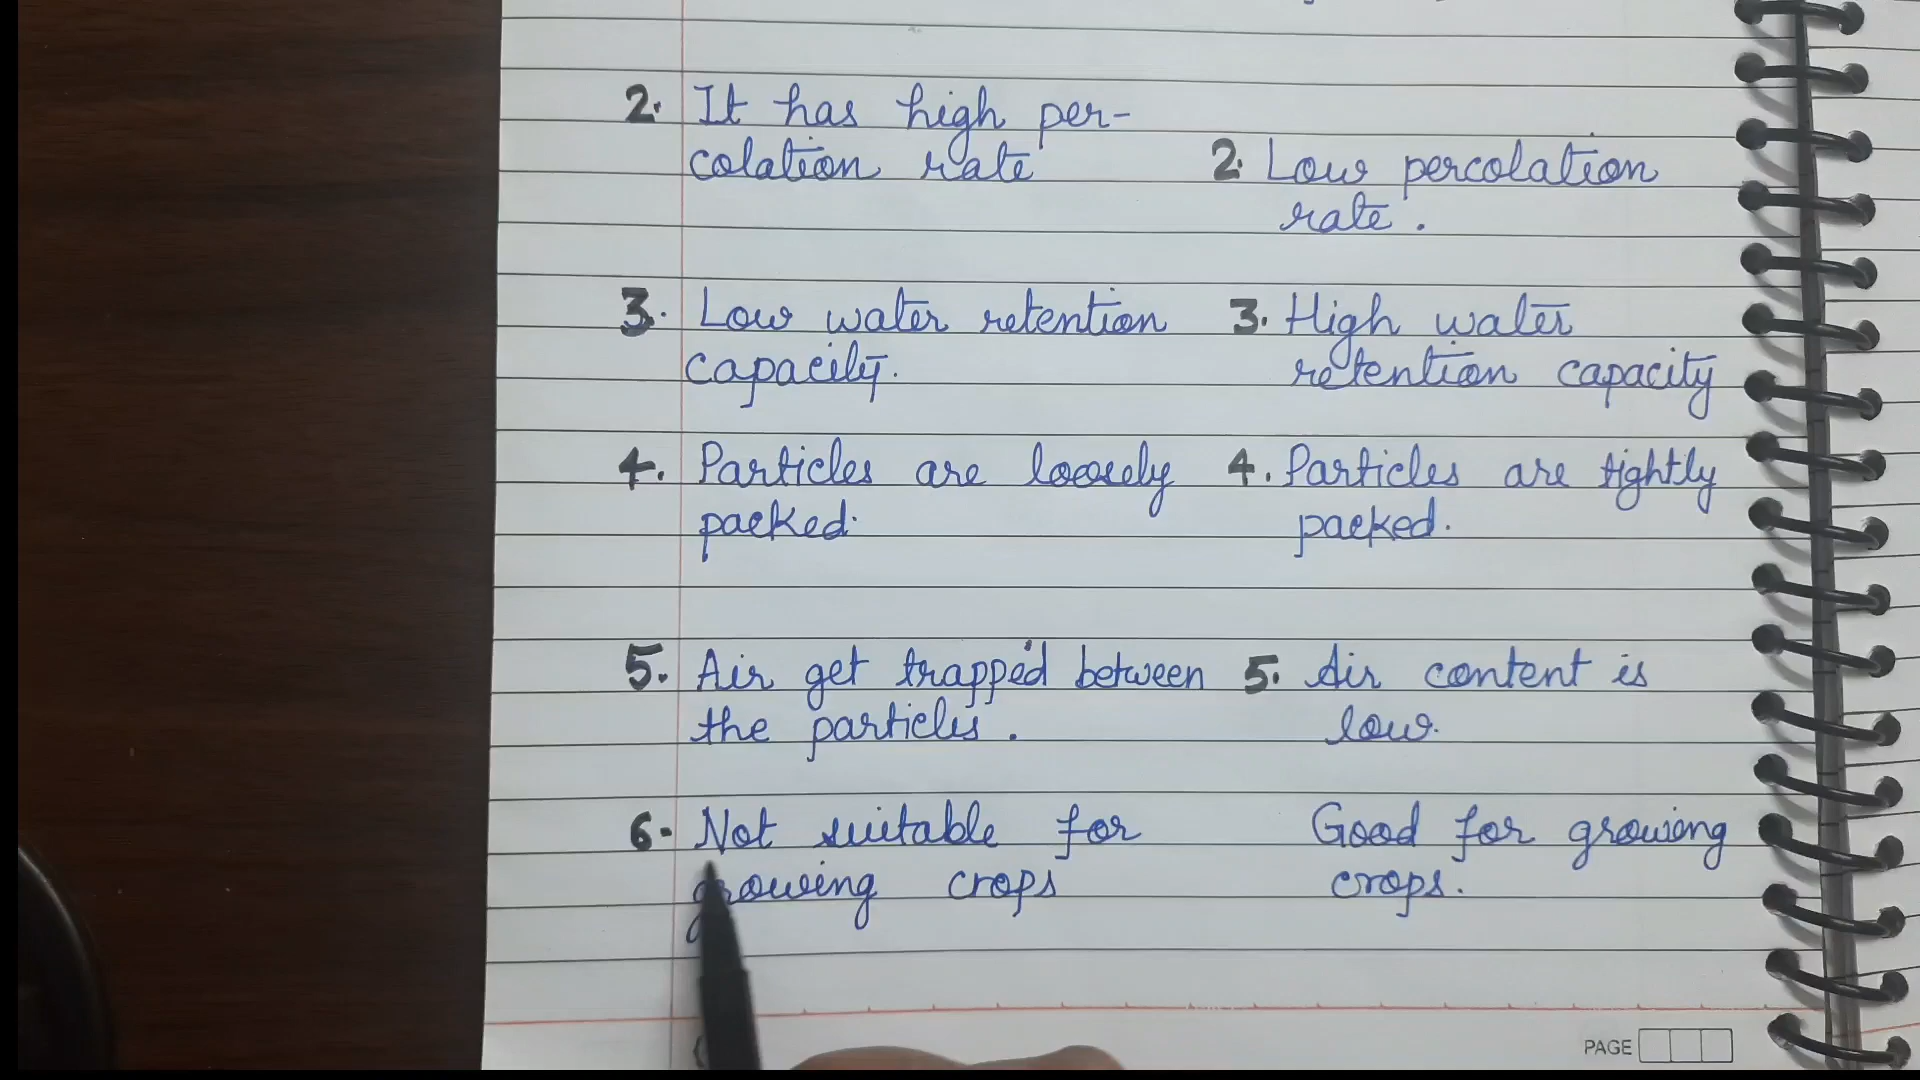 2. It has high per-
colation rate
2. Low percolation
rate.
3. Low water retention
capacity.
3. High water
retention capacity
4. Particles are loosely
packed.
4. Particles are tightly
packed.
5. Air get trapped between
the particles.
5. Air content is
low.
6- Not suitable for
growing crops
Good for growing
crops.
PAGE